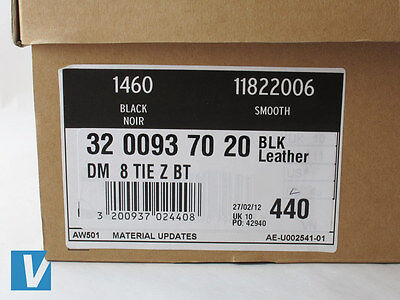 1460 11822006
BLACK SMOOTH
NOIR
32 0093 70 20 BLK
Leather
DM 8 TIE Z BT
27/02/12
UK 10
PO: 42940
440
3 200937 024408
AW501 MATERIAL UPDATES AE-U002541-01
V